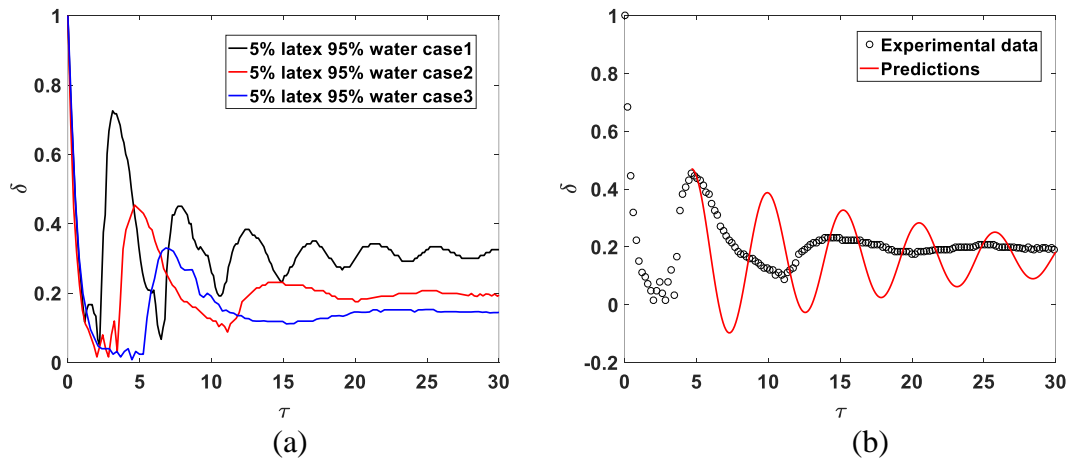 5% latex 95% water case1
5% latex 95% water case2
5% latex 95% water case3
1
0.8
0.6
0.4
0.2
0
δ
0 5 10 15 20 25 30
τ
(a)
Experimental data
Predictions
1
0.8
0.6
0.4
0.2
0
-0.2
δ
0 5 10 15 20 25 30
τ
(b)